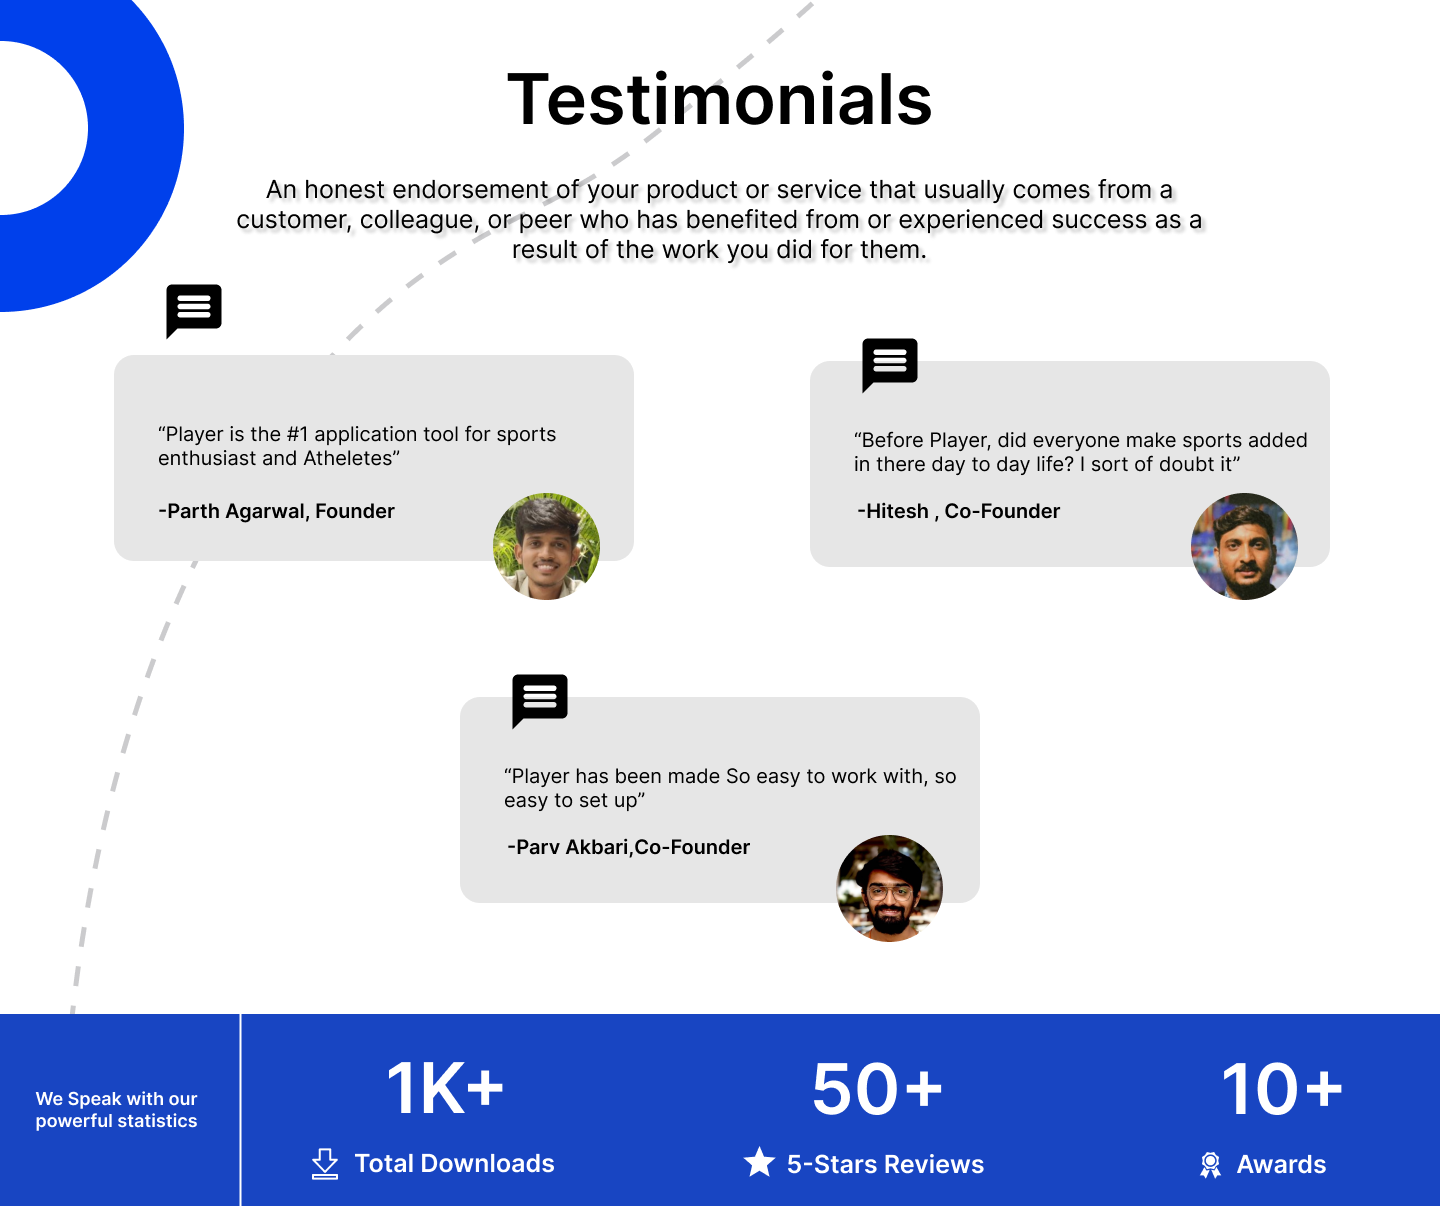 Testimonials
An honest endorsement of your product or service that usually comes from a
customer, colleague, or peer who has benefited from or experienced success as a
result of the work you did for them.
“Player is the #1 application tool for sports
enthusiast and Atheletes”
-Parth Agarwal, Founder
“Before Player, did everyone make sports added
in there day to day life? I sort of doubt it”
-Hitesh , Co-Founder
“Player has been made So easy to work with, so
easy to set up”
-Parv Akbari,Co-Founder
We Speak with our
powerful statistics
1K+
Total Downloads
50+
5-Stars Reviews
10+
Awards